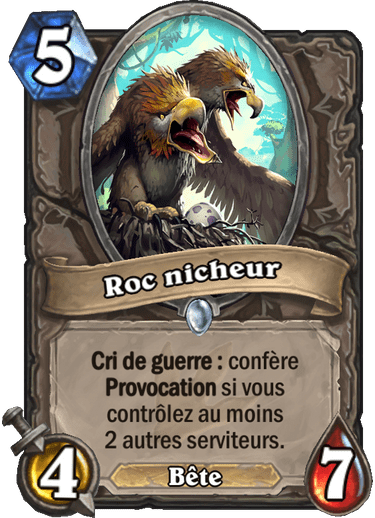 5
Roc nicheur
Cri de guerre : confère
Provocation si vous
contrôlez au moins
2 autres serviteurs.
4
Bête
7